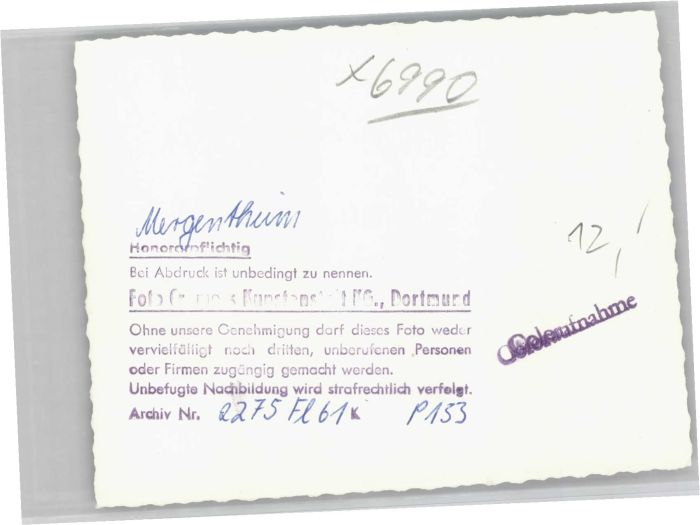 x6990
Mergentheim
Honorarpflichtig
Bei Abdruck ist unbedingt zu nennen.
Foto Kunstanstalt KG., Dortmund
Ohne unsere Genehmigung darf dieses Foto weder
vervielfältigt noch dritten, unberufenen Personen
oder Firmen zugängig gemacht werden.
Unbefugte Nachbildung wird strafrechtlich verfolgt.
Archiv Nr. 2275 Fl 61 K P153
12,-